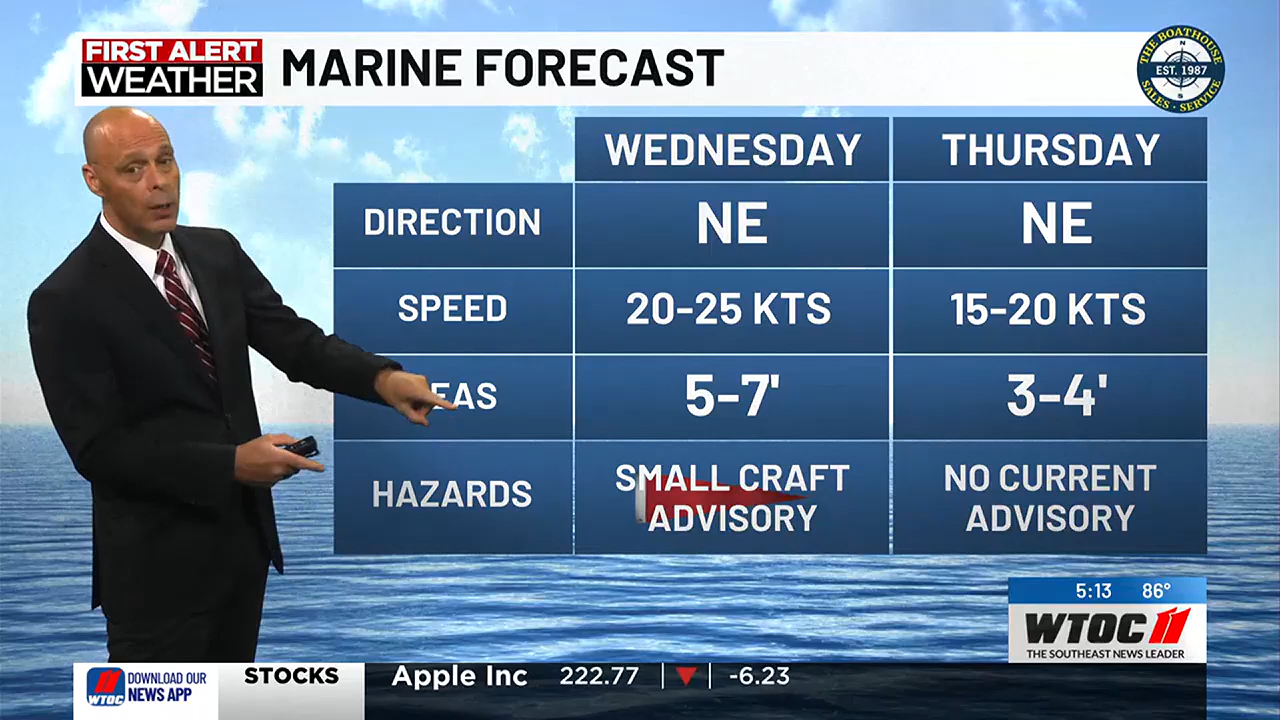 FIRST ALERT
WEATHER
MARINE FORECAST
THE BOATHOUSE
N
EST. 1987
S
SALES · SERVICE
WEDNESDAY
THURSDAY
DIRECTION
NE
NE
SPEED
20-25 KTS
15-20 KTS
EAS
5-7'
3-4'
HAZARDS
SMALL CRAFT
ADVISORY
NO CURRENT
ADVISORY
5:13 86°
WTOC 11
THE SOUTHEAST NEWS LEADER
11
WTOC
DOWNLOAD OUR
NEWS APP
STOCKS
Apple Inc 222.77 -6.23